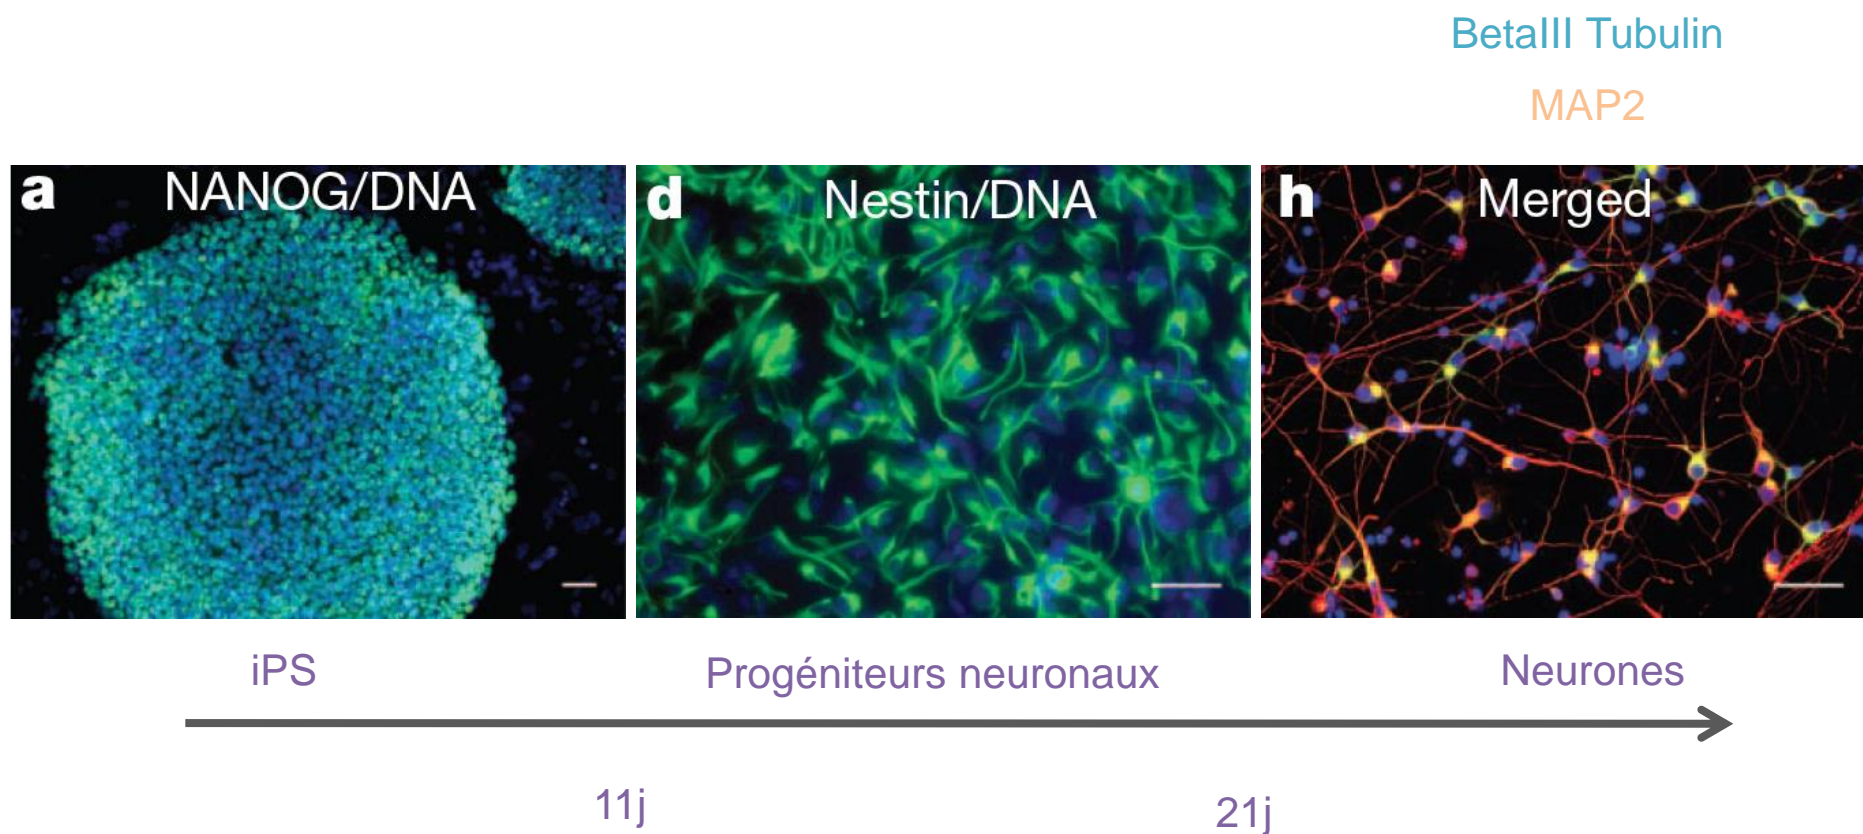 BetaIII Tubulin
MAP2
a NANOG/DNA
d Nestin/DNA
h Merged
iPS
Progéniteurs neuronaux
Neurones
11j
21j